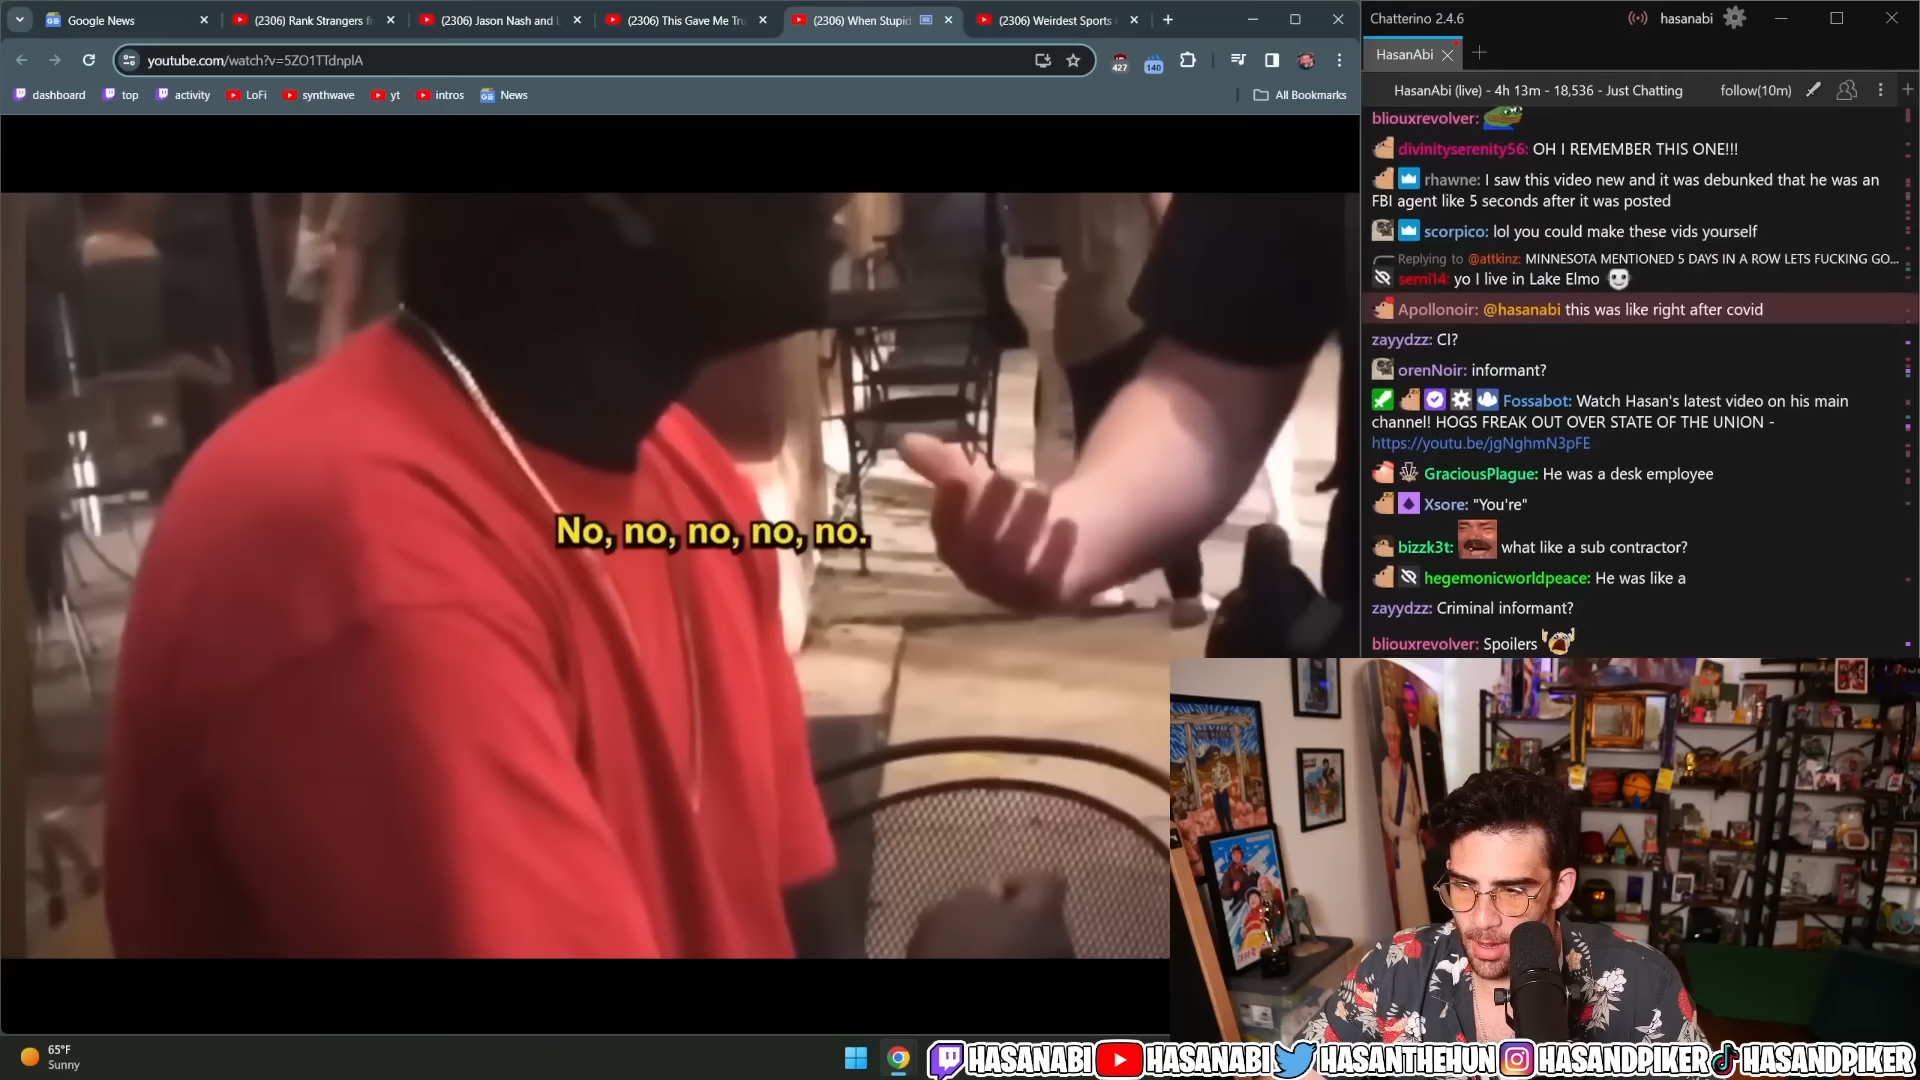 Google News
(2306) Rank Strangers f
(2306) Jason Nash and
(2306) This Gave Me Tru
(2306) When Stupid
(2306) Weirdest Sports
youtube.com/watch?v=5ZO1TTdnplA
427
140
dashboard
top
activity
LoFi
synthwave
yt
intros
News
All Bookmarks
No, no, no, no, no.
Chatterino 2.4.6
hasanabi
HasanAbi
HasanAbi (live) - 4h 13m - 18,536 - Just Chatting
follow(10m)
bliouxrevolver:
divinityserenity56: OH I REMEMBER THIS ONE!!!
rhawne: I saw this video new and it was debunked that he was an
FBI agent like 5 seconds after it was posted
scorpico: lol you could make these vids yourself
Replying to @attkinz: MINNESOTA MENTIONED 5 DAYS IN A ROW LETS FUCKING GO...
semi14: yo I live in Lake Elmo
Apollonoir: @hasanabi this was like right after covid
zayydzz: CI?
orenNoir: informant?
Fossabot: Watch Hasan's latest video on his main
channel! HOGS FREAK OUT OVER STATE OF THE UNION -
https://youtu.be/jgNghmN3pFE
GraciousPlague: He was a desk employee
Xsore: "You're"
bizzk3t: what like a sub contractor?
hegemonicworldpeace: He was like a
zayydzz: Criminal informant?
bliouxrevolver: Spoilers
65°F
Sunny
HASANABI
HASANABI
HASANTHEHUN
HASANDPIKER
HASANDPIKER